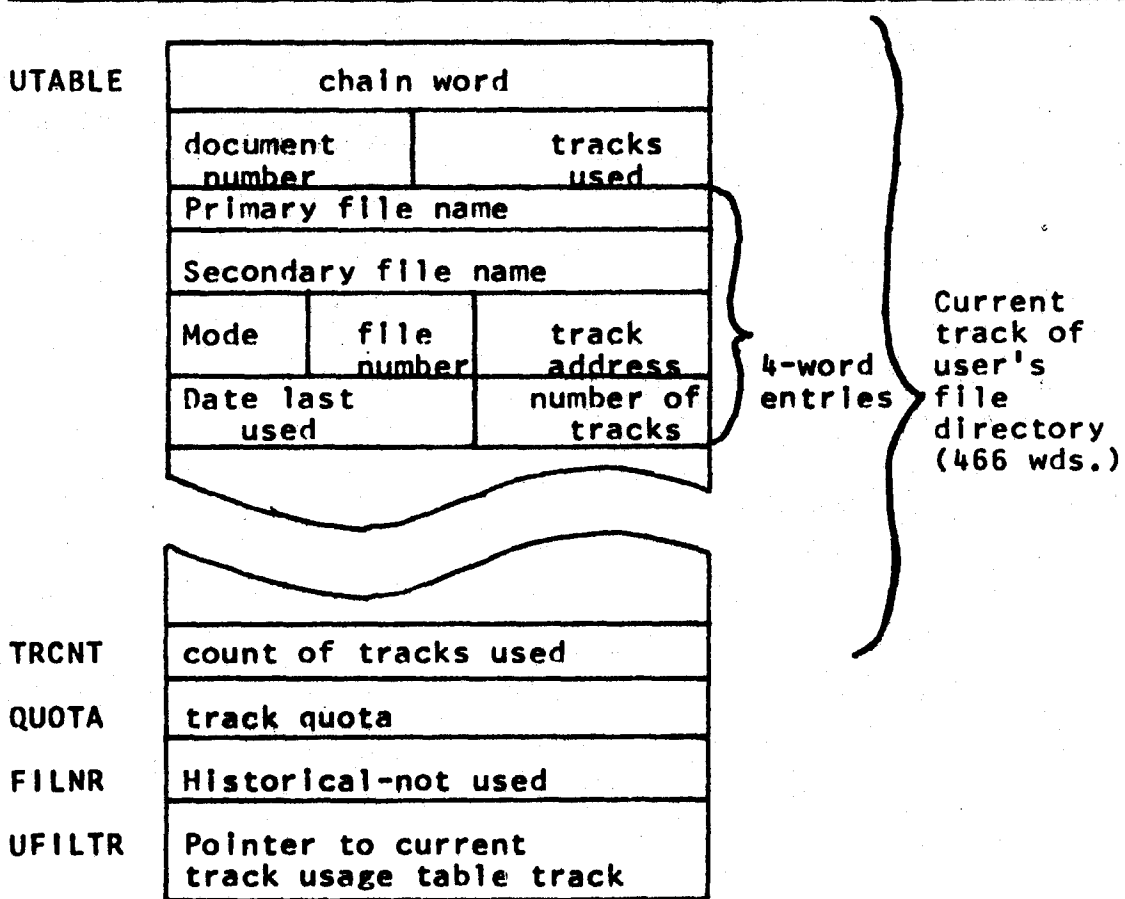 UTABLE chain word
document tracks
number used
Primary file name
Secondary file name
Mode file track
number address
Date last number of
used tracks
4-word
entries
Current
track of
user's
file
directory
(466 wds.)
TRCNT count of tracks used
QUOTA track quota
FILNR Historical-not used
UFILTR Pointer to current
track usage table track